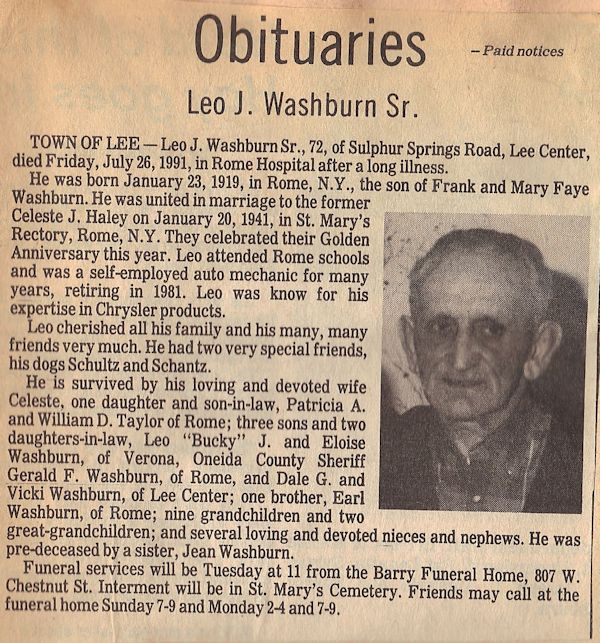 Obituaries
– Paid notices
Leo J. Washburn Sr.
TOWN OF LEE — Leo J. Washburn Sr., 72, of Sulphur Springs Road, Lee Center,
died Friday, July 26, 1991, in Rome Hospital after a long illness.
He was born January 23, 1919, in Rome, N.Y., the son of Frank and Mary Faye
Washburn. He was united in marriage to the former
Celeste J. Haley on January 20, 1941, in St. Mary's
Rectory, Rome, N.Y. They celebrated their Golden
Anniversary this year. Leo attended Rome schools
and was a self-employed auto mechanic for many
years, retiring in 1981. Leo was know for his
expertise in Chrysler products.
Leo cherished all his family and his many, many
friends very much. He had two very special friends,
his dogs Schultz and Schantz.
He is survived by his loving and devoted wife
Celeste, one daughter and son-in-law, Patricia A.
and William D. Taylor of Rome; three sons and two
daughters-in-law, Leo "Bucky" J. and Eloise
Washburn, of Verona, Oneida County Sheriff
Gerald F. Washburn, of Rome, and Dale G. and
Vicki Washburn, of Lee Center; one brother, Earl
Washburn, of Rome; nine grandchildren and two
great-grandchildren; and several loving and devoted nieces and nephews. He was
pre-deceased by a sister, Jean Washburn.
Funeral services will be Tuesday at 11 from the Barry Funeral Home, 807 W.
Chestnut St. Interment will be in St. Mary's Cemetery. Friends may call at the
funeral home Sunday 7-9 and Monday 2-4 and 7-9.